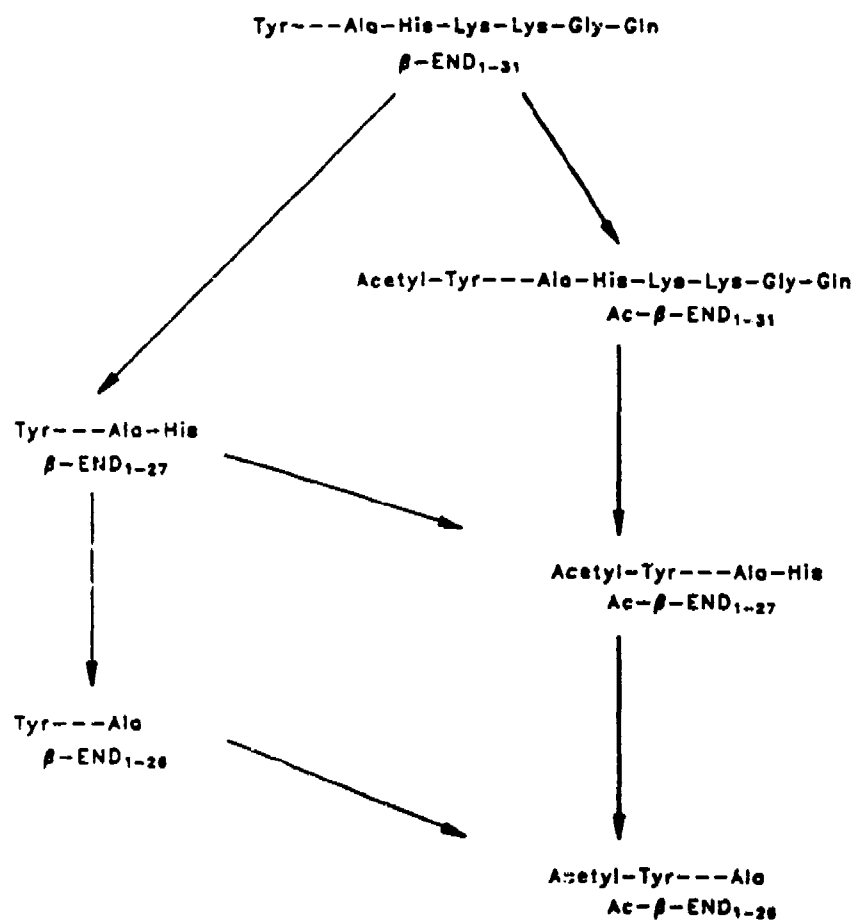 Tyr---Ala-His-Lys-Lys-Gly-Gln
β-END₁₋₃₁
Acetyl-Tyr---Ala-His-Lys-Lys-Gly-Gln
Ac-β-END₁₋₃₁
Tyr---Ala-His
β-END₁₋₂₇
Acetyl-Tyr---Ala-His
Ac-β-END₁₋₂₇
Tyr---Ala
β-END₁₋₂₆
Acetyl-Tyr---Ala
Ac-β-END₁₋₂₆